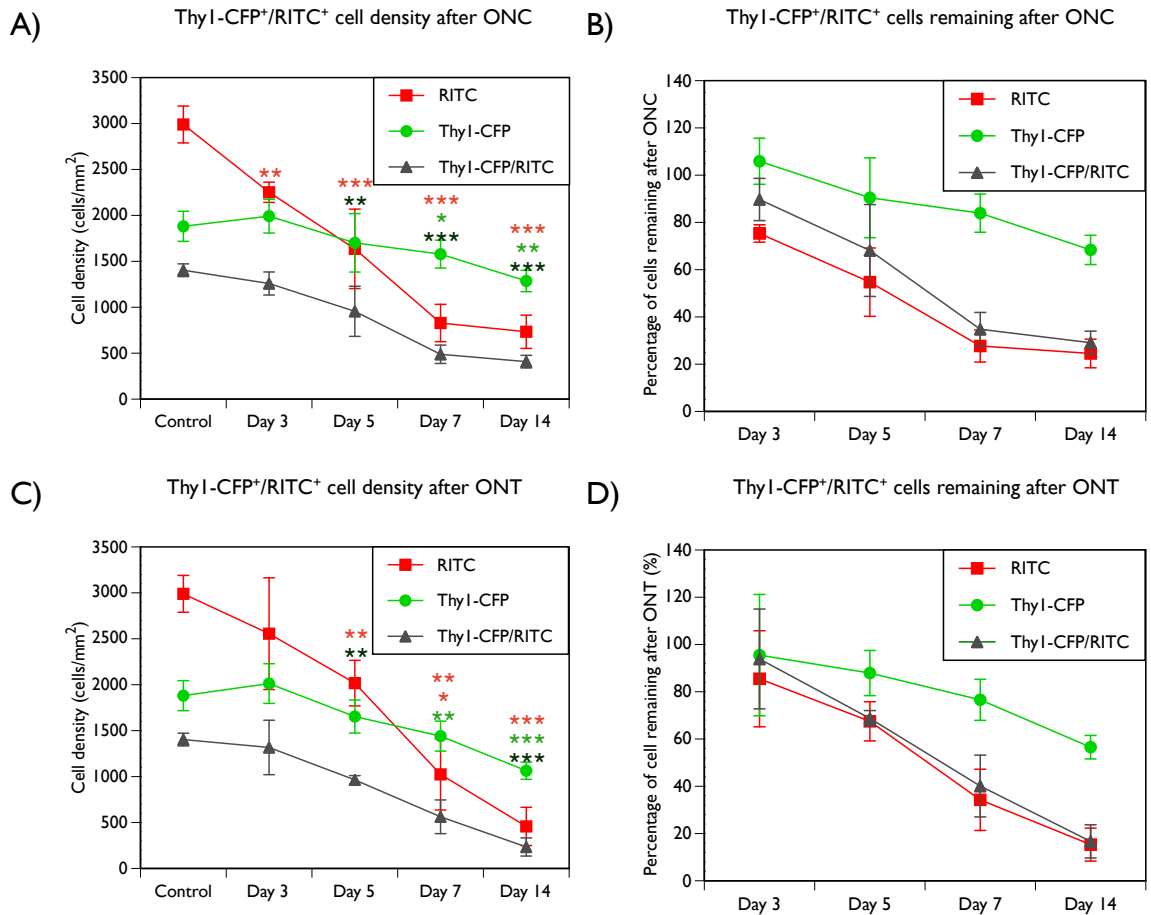 A)
Thy1-CFP⁺/RITC⁺ cell density after ONC
Cell density (cells/mm²)
3500
3000
2500
2000
1500
1000
500
0
RITC
Thy1-CFP
Thy1-CFP/RITC
**
***
**
***
*
***
***
**
***
Control Day 3 Day 5 Day 7 Day 14
B)
Thy1-CFP⁺/RITC⁺ cells remaining after ONC
Percentage of cells remaining after ONC
140
120
100
80
60
40
20
0
RITC
Thy1-CFP
Thy1-CFP/RITC
Day 3 Day 5 Day 7 Day 14
C)
Thy1-CFP⁺/RITC⁺ cell density after ONT
Cell density (cells/mm²)
3500
3000
2500
2000
1500
1000
500
0
RITC
Thy1-CFP
Thy1-CFP/RITC
**
**
**
*
**
***
***
***
Control Day 3 Day 5 Day 7 Day 14
D)
Thy1-CFP⁺/RITC⁺ cells remaining after ONT
Percentage of cell remaining after ONT (%)
140
120
100
80
60
40
20
0
RITC
Thy1-CFP
Thy1-CFP/RITC
Day 3 Day 5 Day 7 Day 14